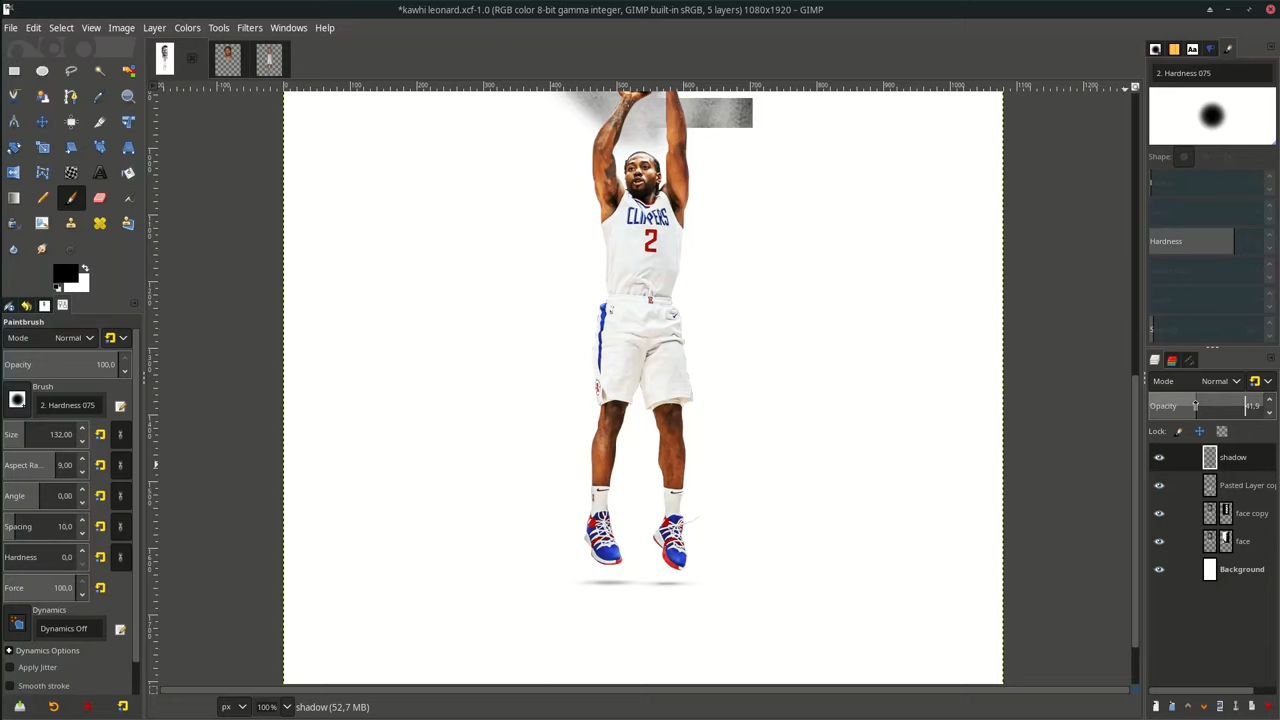 *kawhi leonard.xcf-1.0 (RGB color 8-bit gamma integer, GIMP built-in sRGB, 5 layers) 1080x1920 – GIMP
File Edit Select View Image Layer Colors Tools Filters Windows Help
2. Hardness 075
Shape:
Hardness
Paintbrush
Mode Normal
Opacity 100,0
Brush
2. Hardness 075
Size 132,00
Aspect Ra... 9,00
Angle 0,00
Spacing 10,0
Hardness 0,0
Force 100,0
Dynamics
Dynamics Off
Dynamics Options
Apply Jitter
Smooth stroke
CLIPPERS
2
Mode Normal
Opacity 41,9
Lock:
shadow
Pasted Layer co
face copy
face
Background
px 100% shadow (52,7 MB)